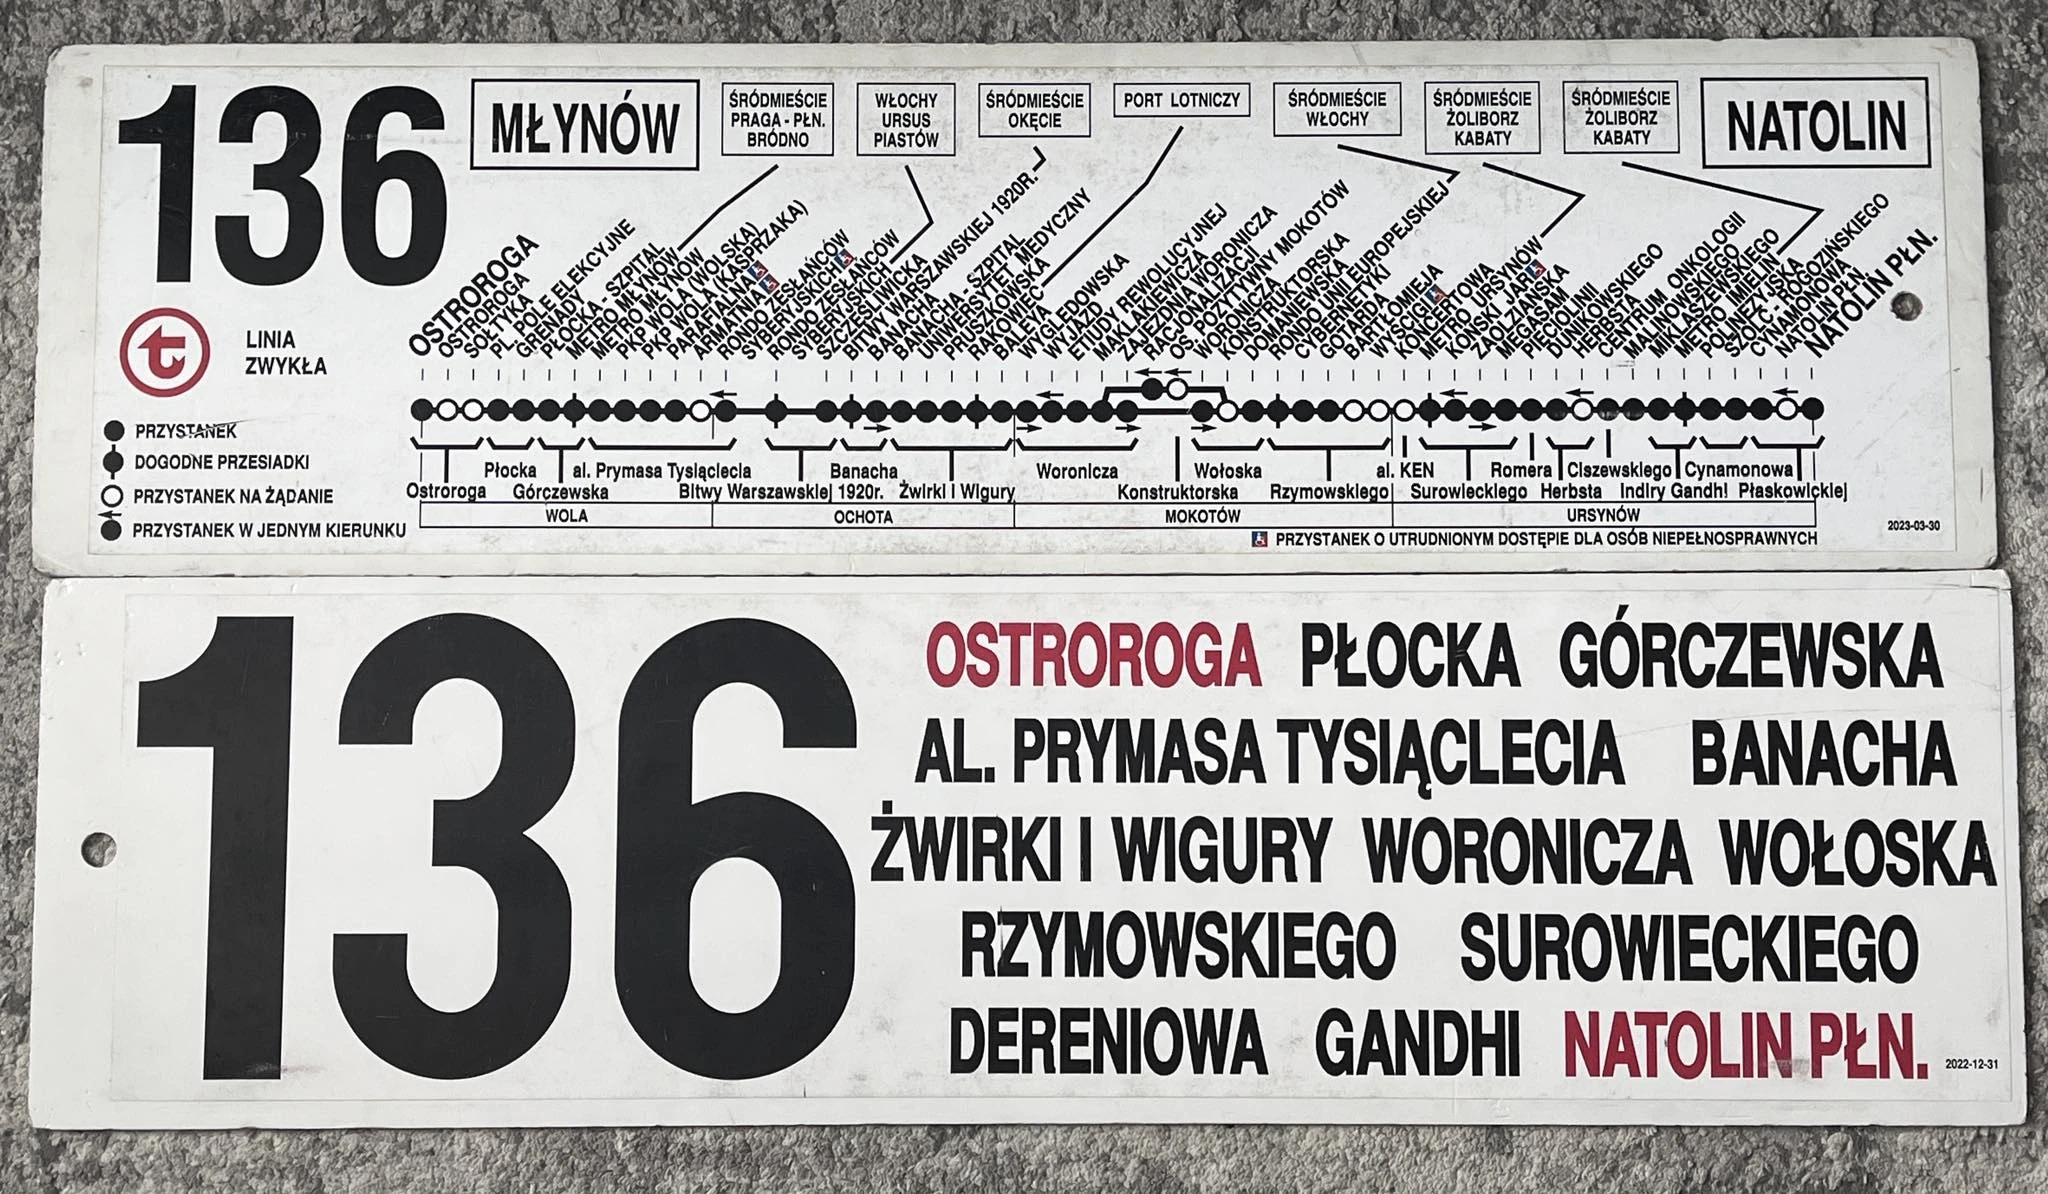 136
MŁYNÓW
ŚRÓDMIEŚCIE
PRAGA - PŁN.
BRÓDNO
WŁOCHY
URSUS
PIASTÓW
ŚRÓDMIEŚCIE
OKĘCIE
PORT LOTNICZY
ŚRÓDMIEŚCIE
WŁOCHY
ŚRÓDMIEŚCIE
ŻOLIBORZ
KABATY
ŚRÓDMIEŚCIE
ŻOLIBORZ
KABATY
NATOLIN
t
LINIA
ZWYKŁA
OSTROROGA
OSTROROGA
SOŁTYKA
PL. POLE ELEKCYJNE
GRENADY
PŁOCKA - SZPITAL
METRO MŁYNÓW
METRO MŁYNÓW
PKP WOLA (WOLSKA)
PKP WOLA (KASPRZAKA)
PARAFIALNA
ARMATNIA
RONDO ZESŁAŃCÓW
SYBERYJSKICH
RONDO ZESŁAŃCÓW
SYBERYJSKICH
SZCZĘŚLIWICKA
BITWY WARSZAWSKIEJ 1920R.
BANACHA
BANACHA - SZPITAL
UNIWERSYTET MEDYCZNY
PRUSZKOWSKA
RAKOWIEC
BALEYA
WYGLĘDOWSKA
WYJAZD
ETIUDY REWOLUCYJNEJ
MAKLAKIEWICZA
ZAJEZDNIA WORONICZA
RACJONALIZACJI
OS. POZYTYWNY MOKOTÓW
WORONICZA
KONSTRUKTORSKA
DOMANIEWSKA
RONDO UNII EUROPEJSKIEJ
CYBERNETYKI
GOTARDA
BARTŁOMIEJA
WYŚCIGI
KONCERTOWA
METRO URSYNÓW
KOŃSKI JAR
ZAOLZIAŃSKA
MEGASAM
PIĘCIOLINII
DUNIKOWSKIEGO
HERBSTA
CENTRUM ONKOLOGII
MALINOWSKIEGO
MIKŁASZEWSKIEGO
METRO IMIELIN
POLINEZYJSKA
SZOLC - ROGOZIŃSKIEGO
CYNAMONOWA
NATOLIN PŁN.
NATOLIN PŁN.
PRZYSTANEK
DOGODNE PRZESIADKI
PRZYSTANEK NA ŻĄDANIE
PRZYSTANEK W JEDNYM KIERUNKU
Płocka al. Prymasa Tysiąclecia Banacha Woronicza Wołoska al. KEN Romera Ciszewskiego Cynamonowa
Ostroroga Górczewska Bitwy Warszawskiej 1920r. Żwirki i Wigury Konstruktorska Rzymowskiego Surowieckiego Herbsta Indiry Gandhi Płaskowickiej
WOLA OCHOTA MOKOTÓW URSYNÓW
2023-03-30
PRZYSTANEK O UTRUDNIONYM DOSTĘPIE DLA OSÓB NIEPEŁNOSPRAWNYCH
136
OSTROROGA PŁOCKA GÓRCZEWSKA
AL. PRYMASA TYSIĄCLECIA BANACHA
ŻWIRKI I WIGURY WORONICZA WOŁOSKA
RZYMOWSKIEGO SUROWIECKIEGO
DERENIOWA GANDHI NATOLIN PŁN.
2022-12-31